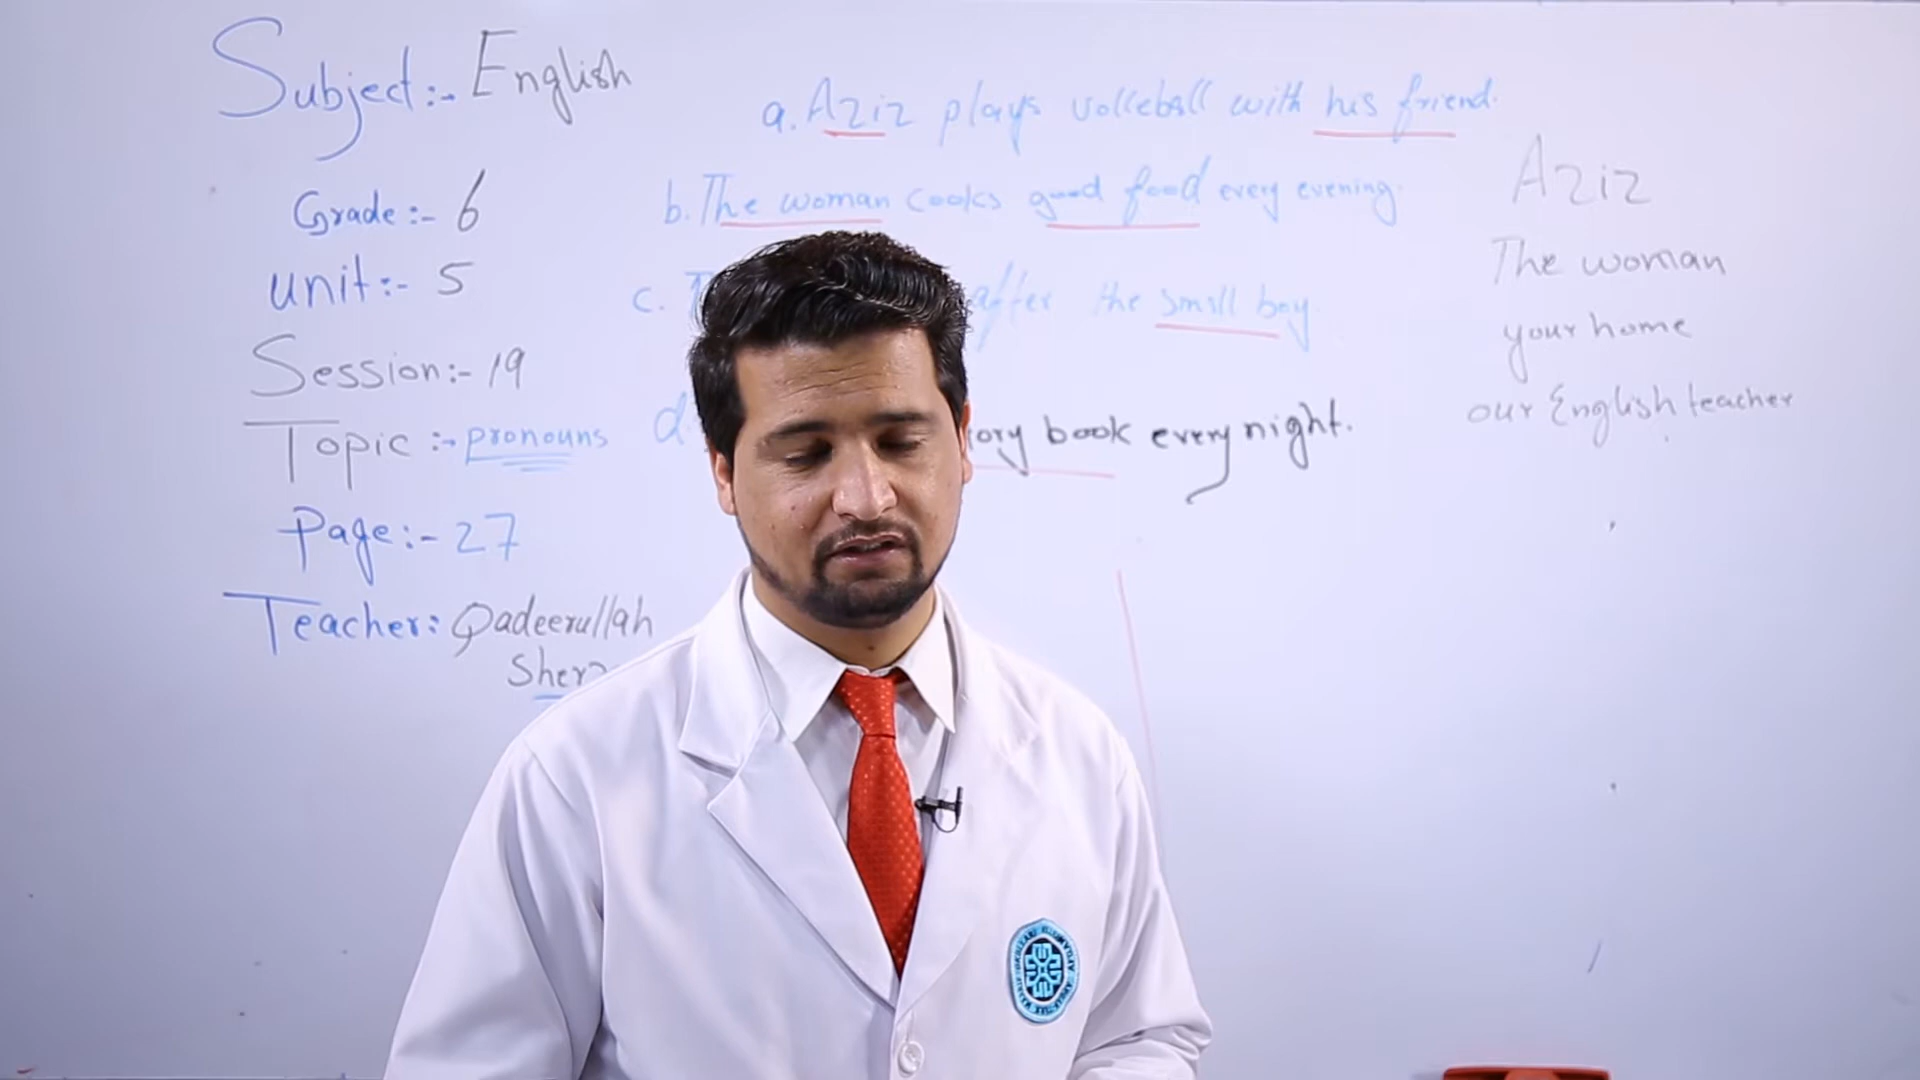 Subject:- English
Grade:- 6
unit:- 5
Session:- 19
Topic:- pronouns
Page:- 27
Teacher: Qadeerullah
a. Aziz plays volleball with his friend.
b. The woman cooks good food every evening.
c. after the small boy.
d. book every night.
Aziz
The woman
your home
our English teacher